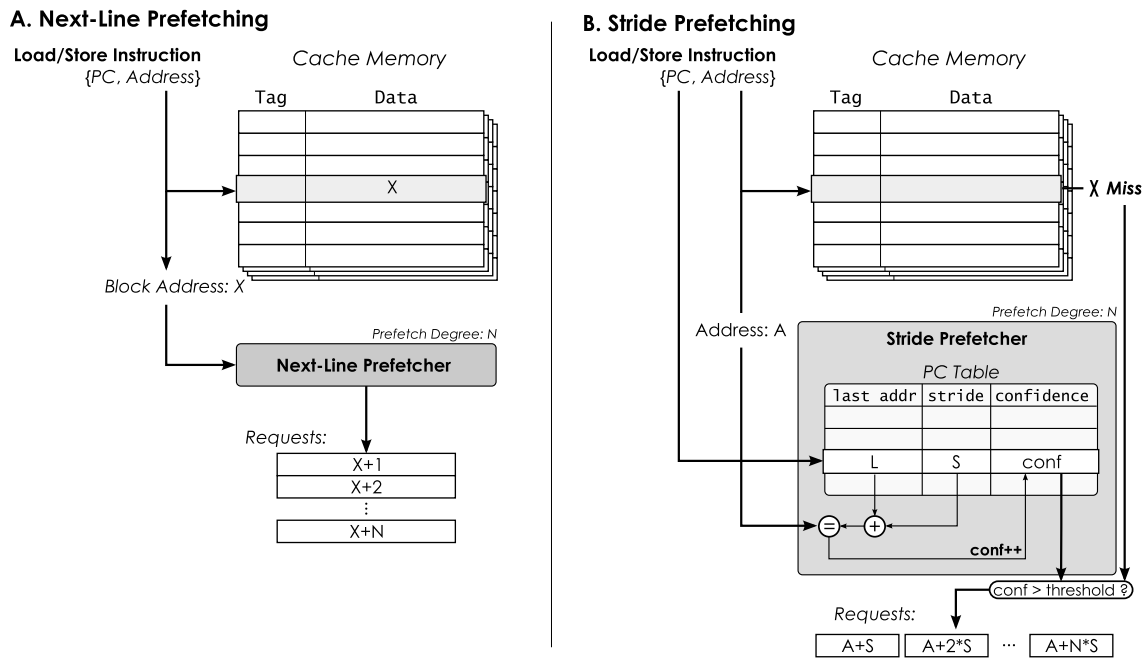 A. Next-Line Prefetching
Load/Store Instruction
{PC, Address}
Cache Memory
Tag Data
X
Block Address: X
Prefetch Degree: N
Next-Line Prefetcher
Requests:
X+1
X+2
⋮
X+N
B. Stride Prefetching
Load/Store Instruction
{PC, Address}
Cache Memory
Tag Data
X Miss
Address: A
Prefetch Degree: N
Stride Prefetcher
PC Table
last addr stride confidence
L S conf
= +
conf++
conf > threshold ?
Requests:
A+S A+2*S ... A+N*S